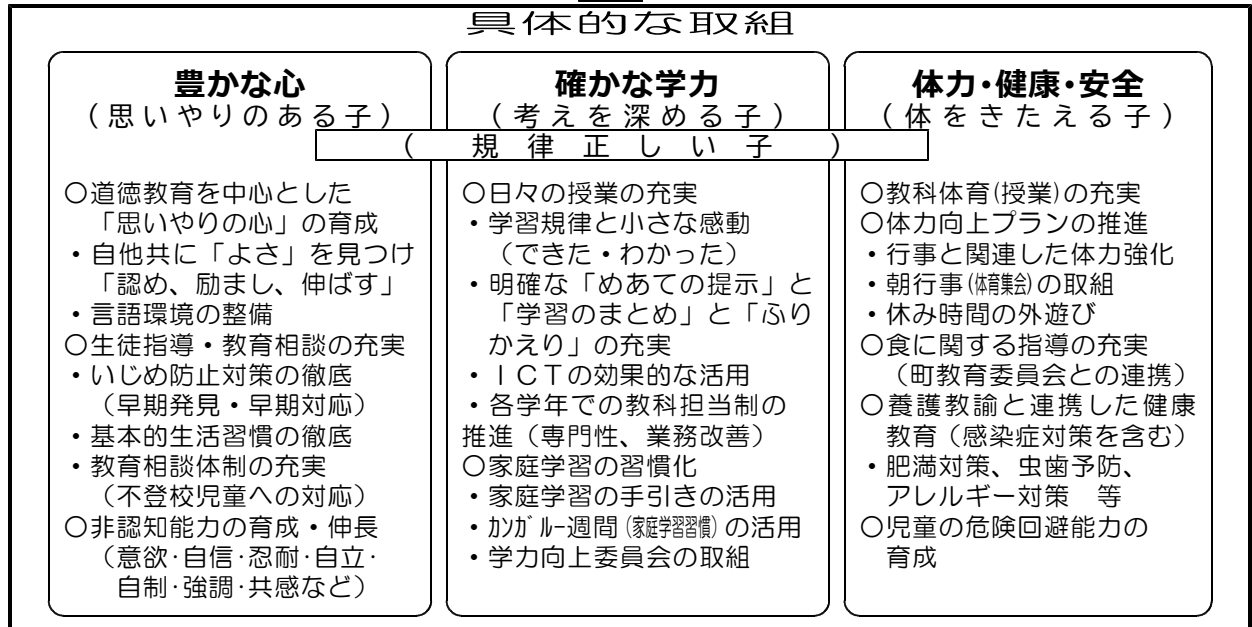 具体的な取組
豊かな心
(思いやりのある子)
確かな学力
(考えを深める子)
体力・健康・安全
(体をきたえる子)
( 規律正しい子 )
〇道徳教育を中心とした
「思いやりの心」の育成
・自他共に「よさ」を見つけ
「認め、励まし、伸ばす」
・言語環境の整備
〇生徒指導・教育相談の充実
・いじめ防止対策の徹底
(早期発見・早期対応)
・基本的生活習慣の徹底
・教育相談体制の充実
(不登校児童への対応)
〇非認知能力の育成・伸長
(意欲・自信・忍耐・自立・
自制・強調・共感など)
〇日々の授業の充実
・学習規律と小さな感動
(できた・わかった)
・明確な「めあての提示」と
「学習のまとめ」と「ふり
かえり」の充実
・ICTの効果的な活用
・各学年での教科担当制の
推進(専門性、業務改善)
〇家庭学習の習慣化
・家庭学習の手引きの活用
・カンガルー週間(家庭学習習慣)の活用
・学力向上委員会の取組
〇教科体育(授業)の充実
〇体力向上プランの推進
・行事と関連した体力強化
・朝行事(体育集会)の取組
・休み時間の外遊び
〇食に関する指導の充実
(町教育委員会との連携)
〇養護教諭と連携した健康
教育(感染症対策を含む)
・肥満対策、虫歯予防、
アレルギー対策 等
〇児童の危険回避能力の
育成